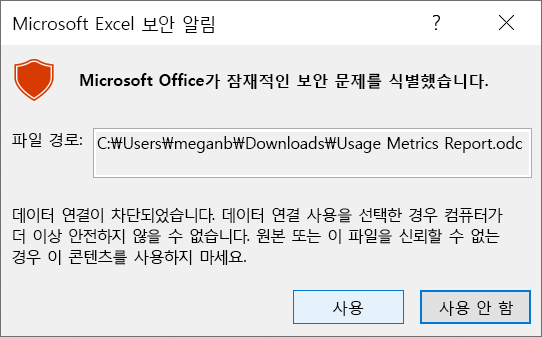 Microsoft Excel 보안 알림
?
Microsoft Office가 잠재적인 보안 문제를 식별했습니다.
파일 경로: C:₩Users₩meganb₩Downloads₩Usage Metrics Report.odc
데이터 연결이 차단되었습니다. 데이터 연결 사용을 선택한 경우 컴퓨터가
더 이상 안전하지 않을 수 없습니다. 원본 또는 이 파일을 신뢰할 수 없는
경우 이 콘텐츠를 사용하지 마세요.
사용 사용 안 함